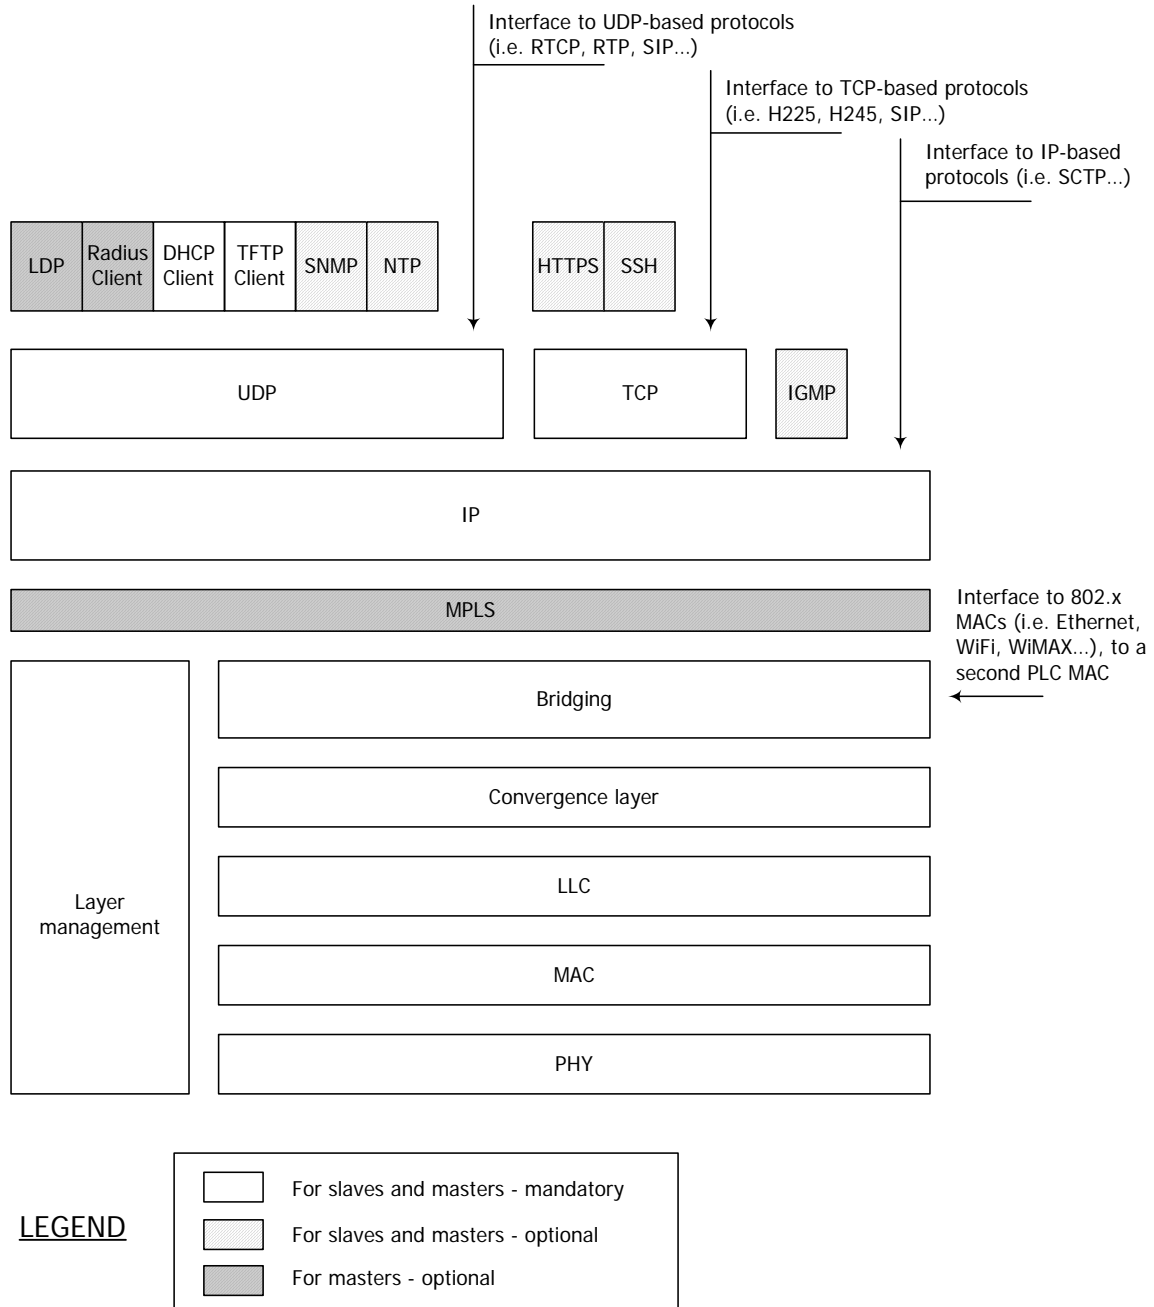 Interface to UDP-based protocols
(i.e. RTCP, RTP, SIP...)
Interface to TCP-based protocols
(i.e. H225, H245, SIP...)
Interface to IP-based
protocols (i.e. SCTP...)
LDP
Radius
Client
DHCP
Client
TFTP
Client
SNMP
NTP
HTTPS
SSH
UDP
TCP
IGMP
IP
MPLS
Interface to 802.x
MACs (i.e. Ethernet,
WiFi, WiMAX...), to a
second PLC MAC
Bridging
Convergence layer
LLC
Layer
management
MAC
PHY
LEGEND
For slaves and masters - mandatory
For slaves and masters - optional
For masters - optional